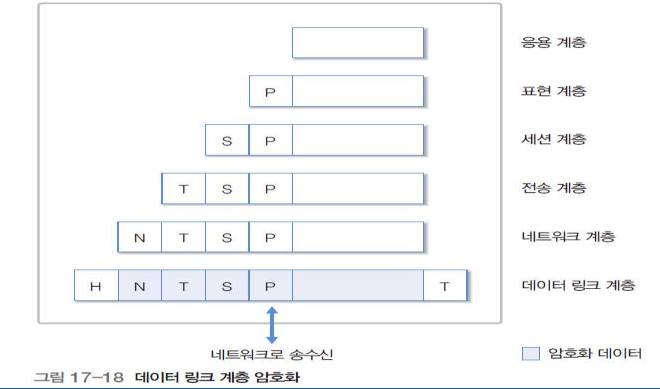 응용 계층
P 표현 계층
S P 세션 계층
T S P 전송 계층
N T S P 네트워크 계층
H N T S P T 데이터 링크 계층
네트워크로 송수신
암호화 데이터
그림 17-18 데이터 링크 계층 암호화